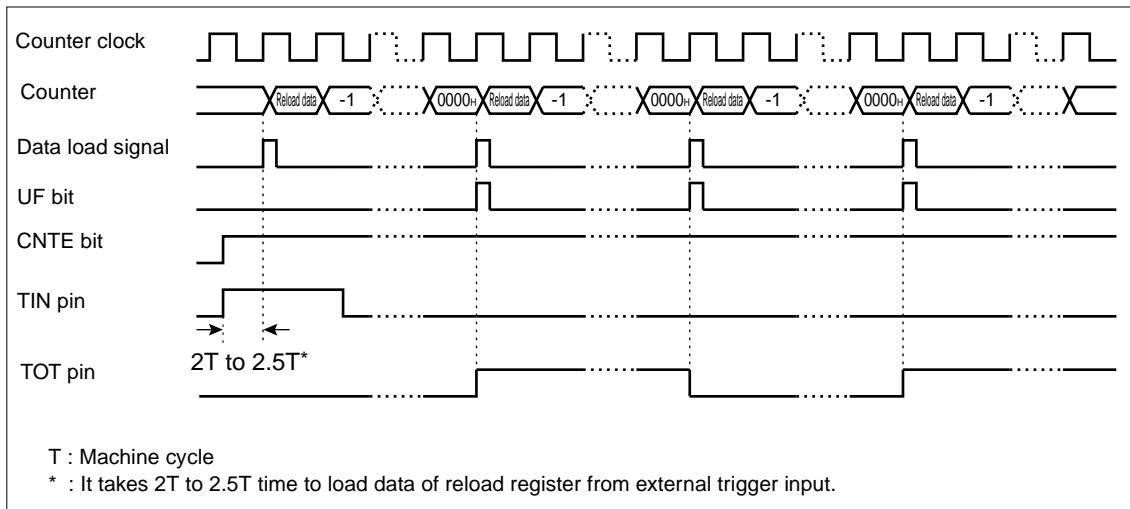 Counter clock
Counter Reload data -1 0000H Reload data -1 0000H Reload data -1 0000H Reload data -1
Data load signal
UF bit
CNTE bit
TIN pin
2T to 2.5T*
TOT pin
T : Machine cycle
* : It takes 2T to 2.5T time to load data of reload register from external trigger input.